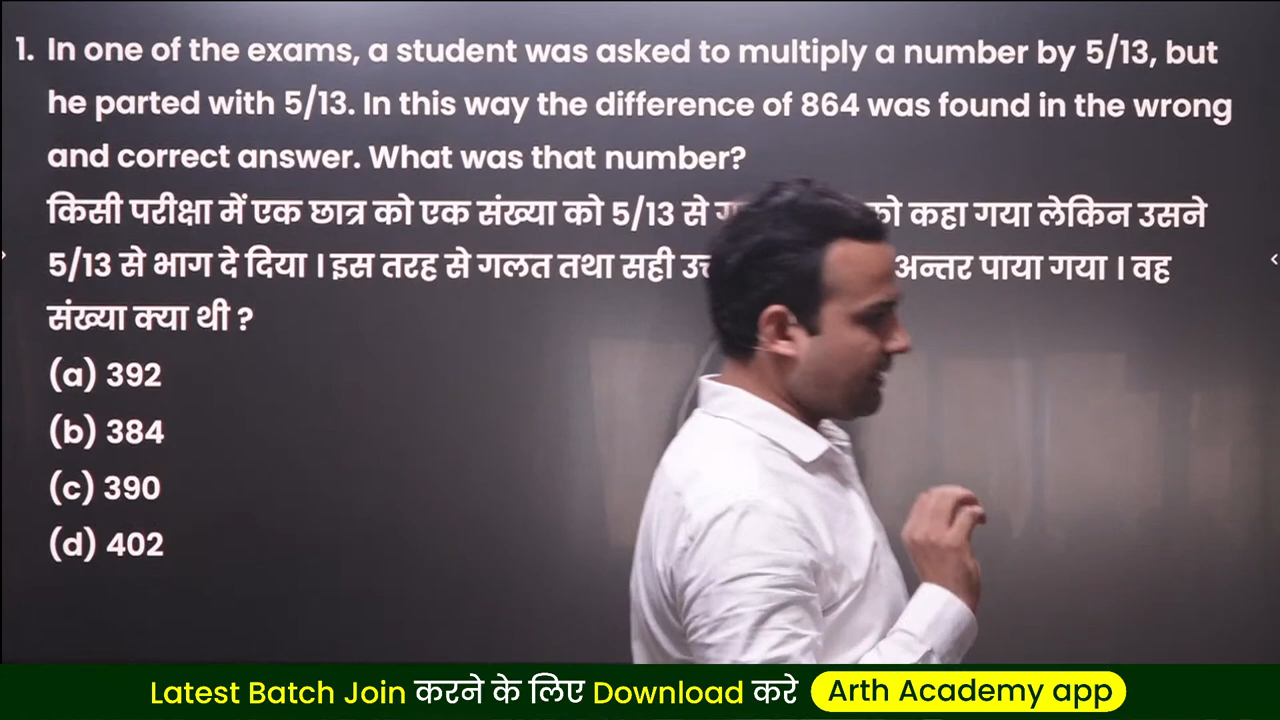 1. In one of the exams, a student was asked to multiply a number by 5/13, but
he parted with 5/13. In this way the difference of 864 was found in the wrong
and correct answer. What was that number?
किसी परीक्षा में एक छात्र को एक संख्या को 5/13 से को कहा गया लेकिन उसने
5/13 से भाग दे दिया । इस तरह से गलत तथा सही अन्तर पाया गया । वह
संख्या क्या थी ?
(a) 392
(b) 384
(c) 390
(d) 402
Latest Batch Join करने के लिए Download करे Arth Academy app